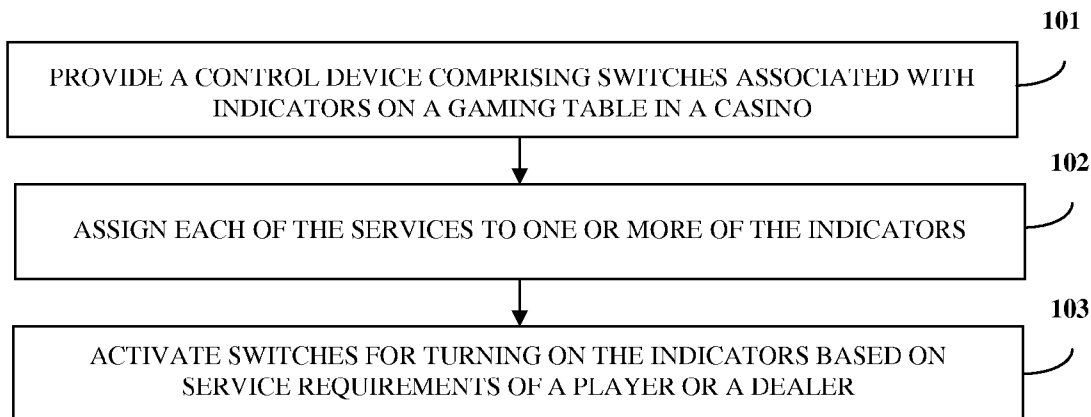 101
PROVIDE A CONTROL DEVICE COMPRISING SWITCHES ASSOCIATED WITH
INDICATORS ON A GAMING TABLE IN A CASINO
102
ASSIGN EACH OF THE SERVICES TO ONE OR MORE OF THE INDICATORS
103
ACTIVATE SWITCHES FOR TURNING ON THE INDICATORS BASED ON
SERVICE REQUIREMENTS OF A PLAYER OR A DEALER